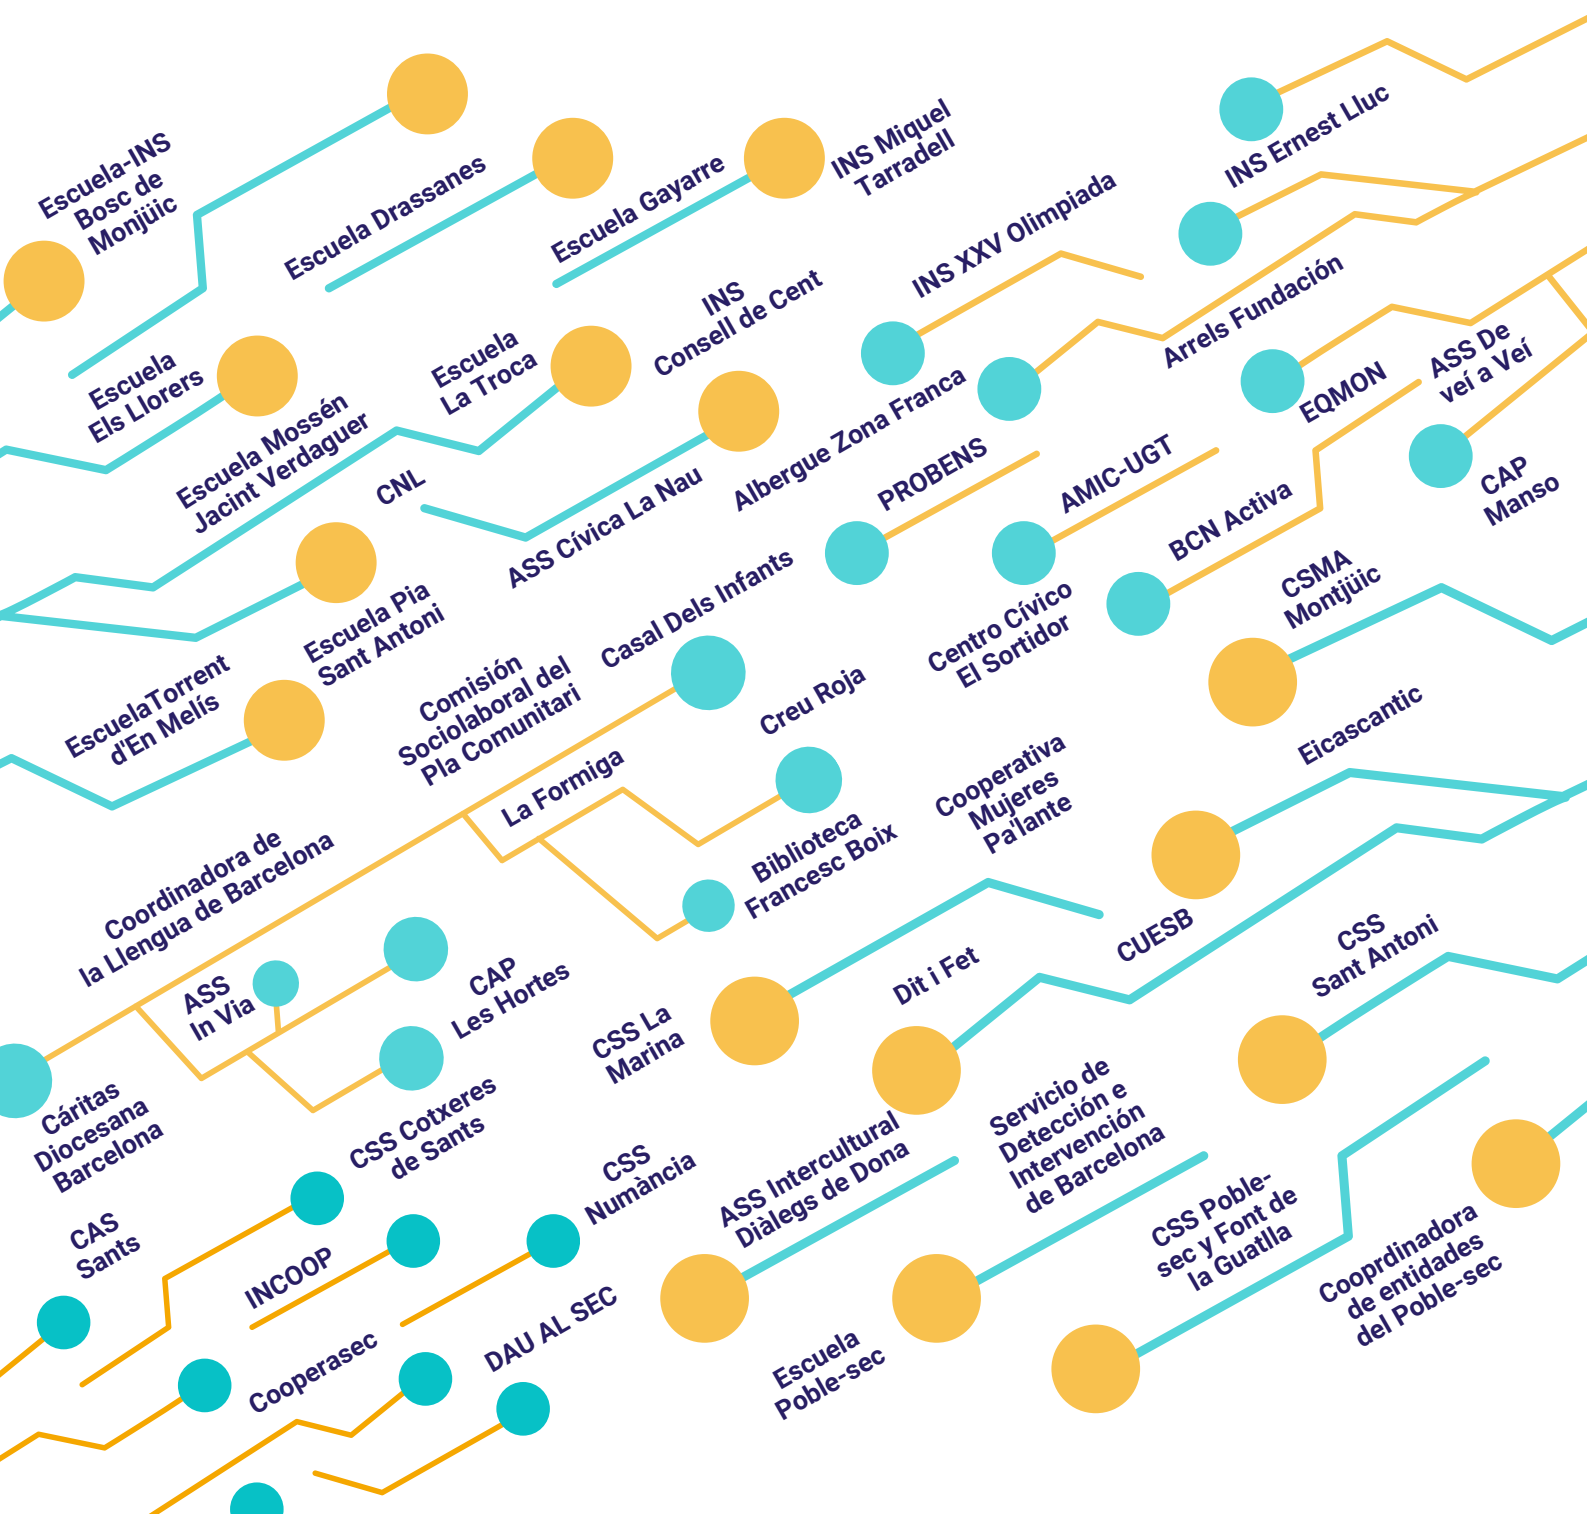 Escuela-INS
Bosc de
Monjüic
Escuela Drassanes
Escuela Gayarre
INS Miquel
Tarradell
INS Ernest Lluc
INS XXV Olimpiada
Arrels Fundación
Escuela
Els Llorers
Escuela
La Troca
INS
Consell de Cent
Escuela Mossén
Jacint Verdaguer
CNL
ASS Cívica La Nau
Albergue Zona Franca
PROBENS
AMIC-UGT
EQMON
ASS De
veí a Veí
CAP
Manso
BCN Activa
CSMA
Montjüic
Escuela Pia
Sant Antoni
EscuelaTorrent
d'En Melís
Comisión
Sociolaboral del
Pla Comunitari
Casal Dels Infants
Centro Cívico
El Sortidor
Creu Roja
La Formiga
Cooperativa
Mujeres
Pa'lante
Eicascantic
Biblioteca
Francesc Boix
Coordinadora de
la Llengua de Barcelona
ASS
In Via
CAP
Les Hortes
Dit i Fet
CUESB
CSS
Sant Antoni
CSS La
Marina
Cáritas
Diocesana
Barcelona
CSS Cotxeres
de Sants
CSS
Numància
ASS Intercultural
Diàlegs de Dona
Servicio de
Detección e
Intervención
de Barcelona
CAS
Sants
INCOOP
CSS Poble-
sec y Font de
la Guatlla
Cooprdinadora
de entidades
del Poble-sec
Cooperasec
DAU AL SEC
Escuela
Poble-sec